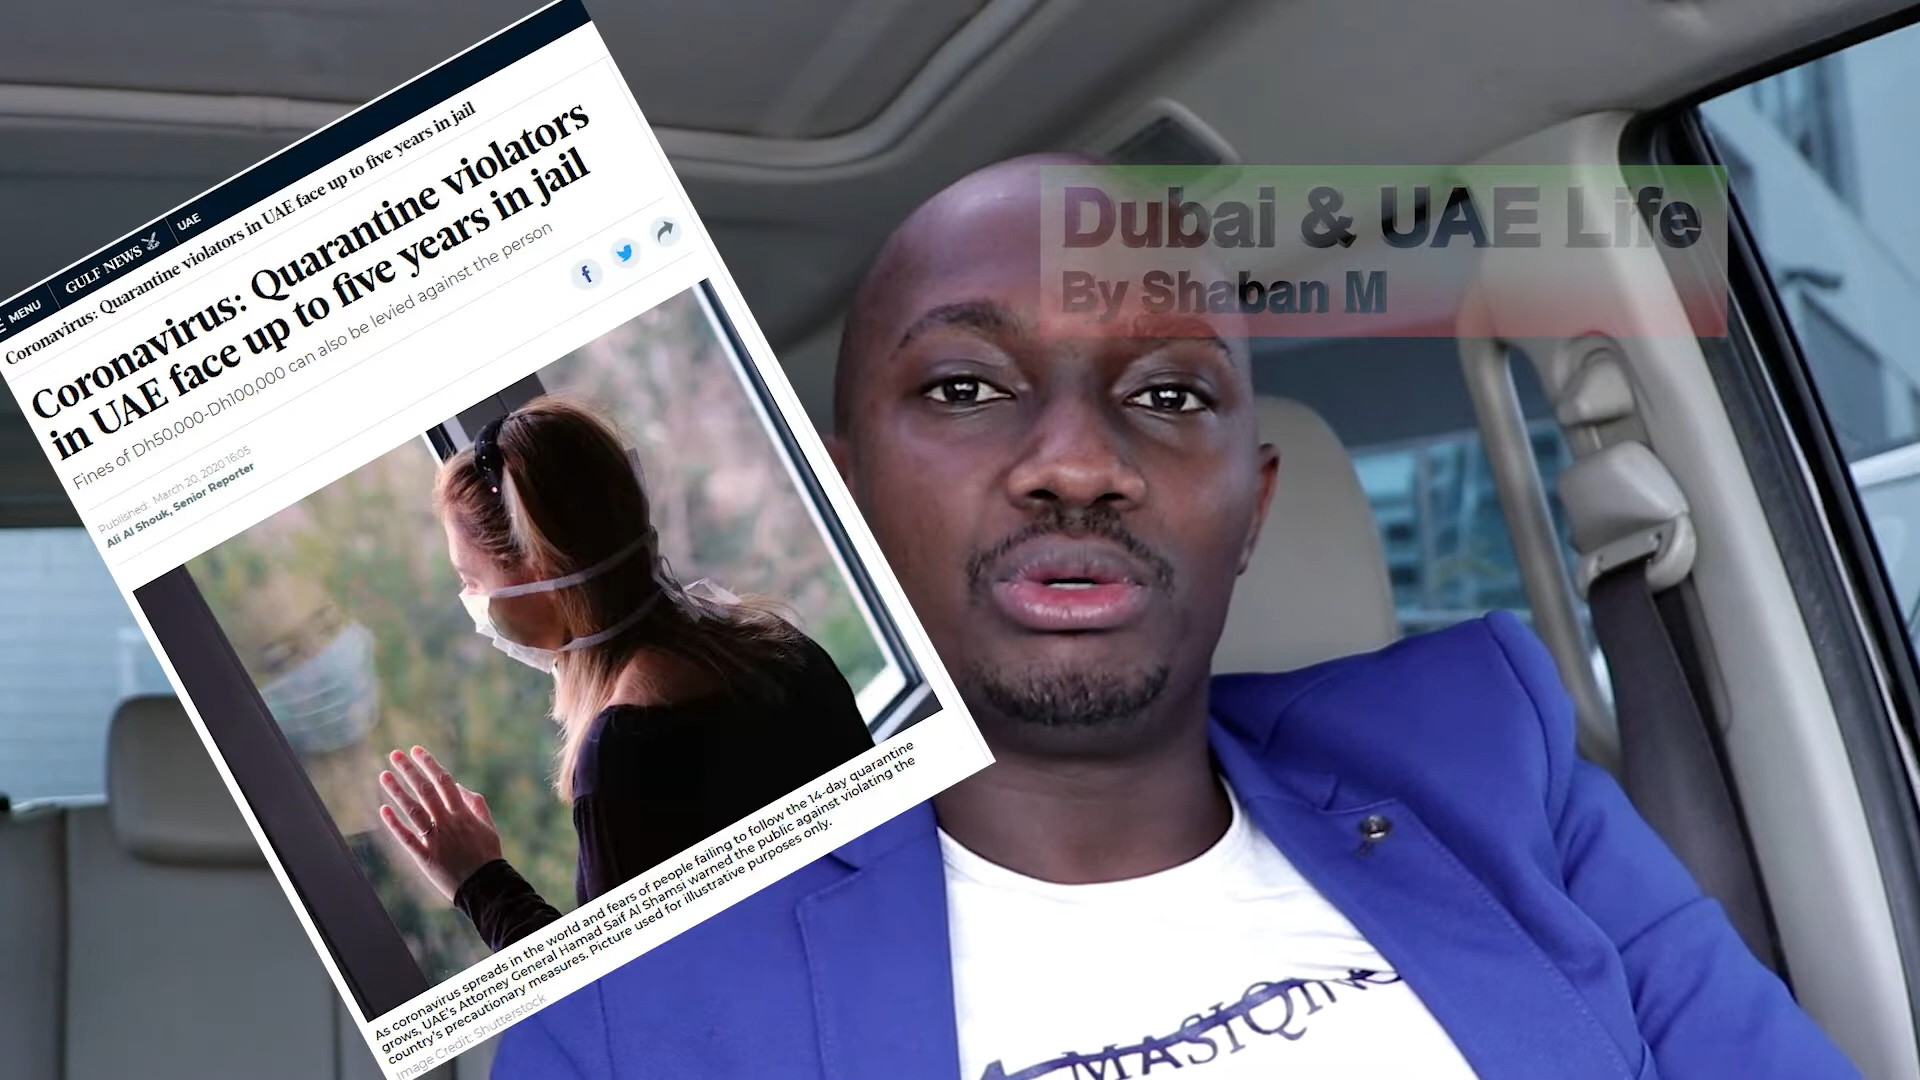 MENU
GULF NEWS
UAE
Coronavirus: Quarantine violators in UAE face up to five years in jail
Coronavirus: Quarantine violators
in UAE face up to five years in jail
Fines of Dh50,000-Dh100,000 can also be levied against the person
Published: March 20, 2020 16:05
Ali Al Shouk, Senior Reporter
As coronavirus spreads in the world and fears of people failing to follow the 14-day quarantine
grows, UAE's Attorney General Hamad Saif Al Shamsi warned the public against violating the
country's precautionary measures. Picture used for illustrative purposes only.
Image Credit: Shutterstock
Dubai & UAE Life
By Shaban M
MASIQING